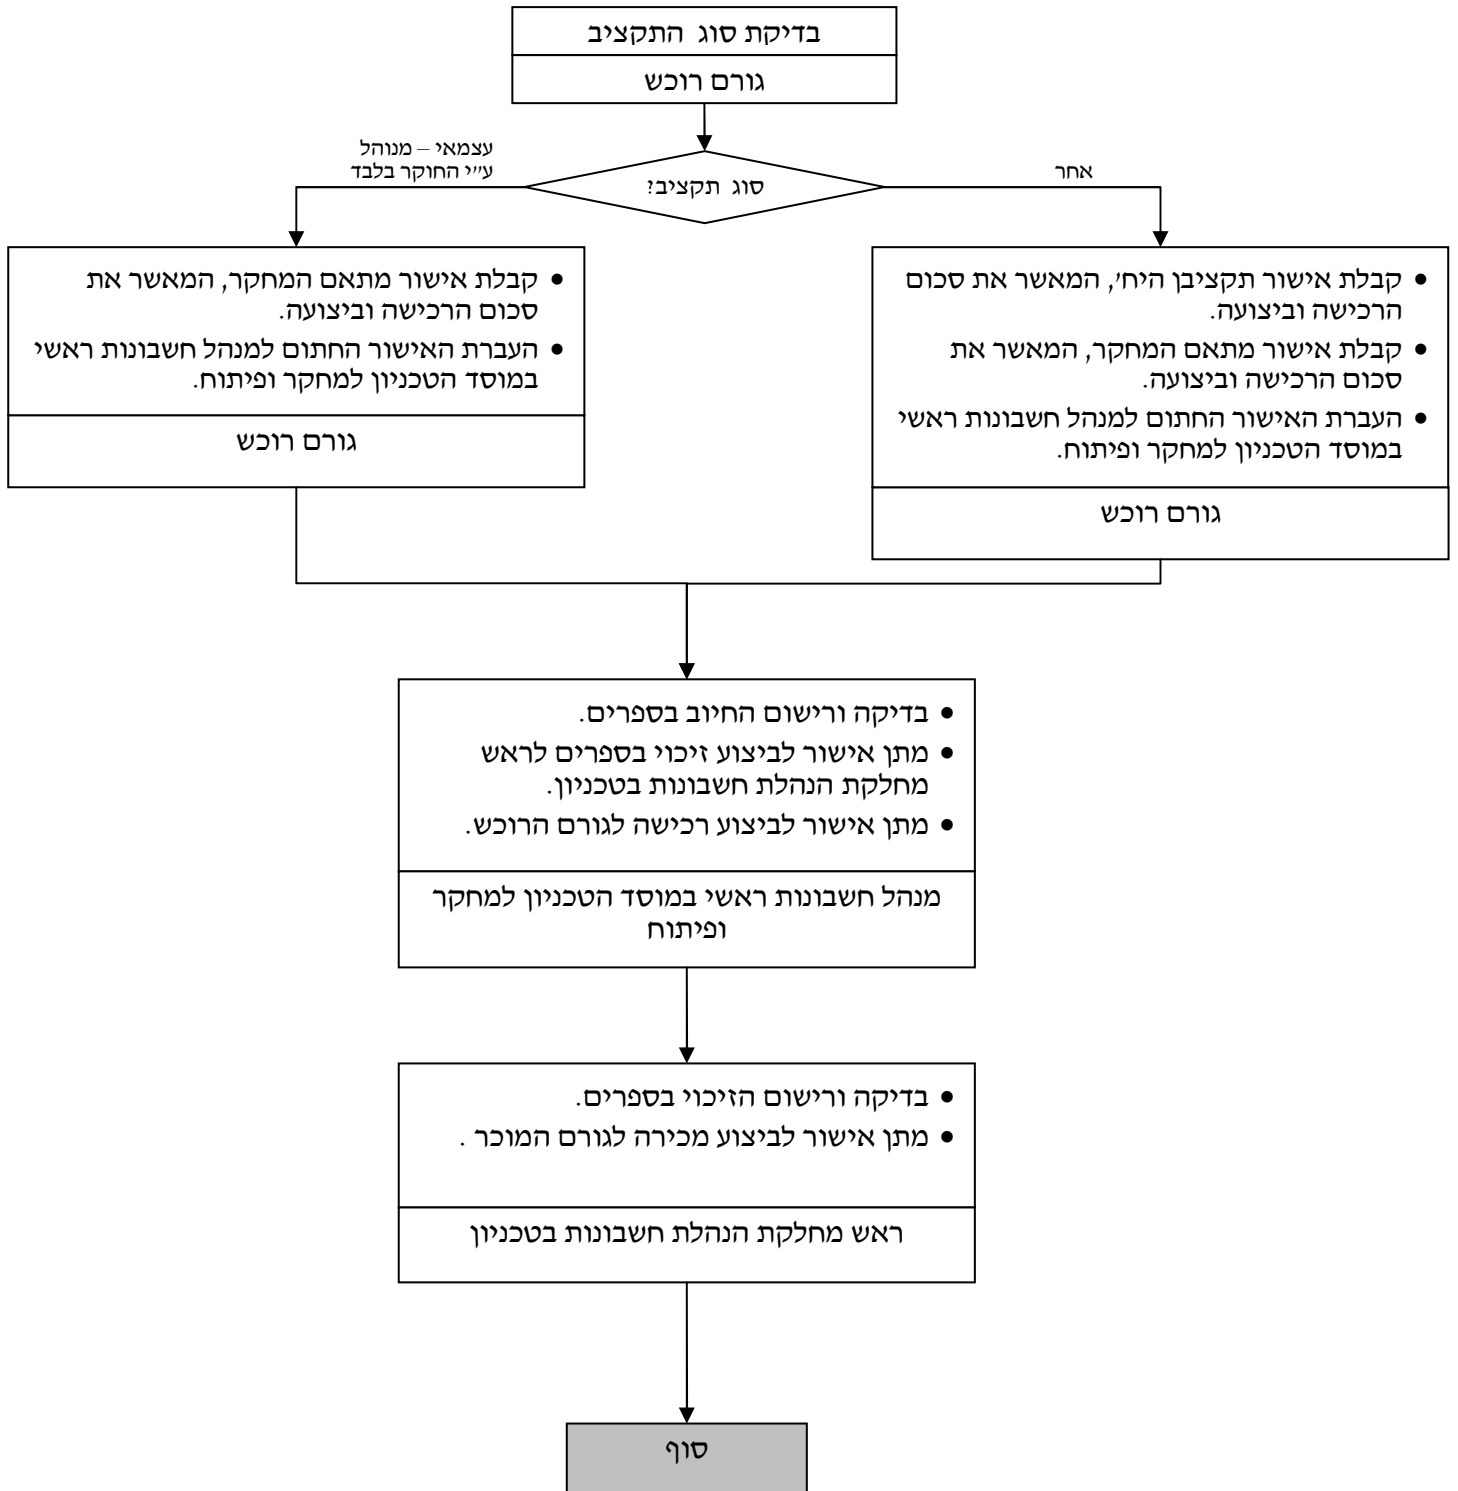 בדיקת סוג התקציב
גורם רוכש
סוג תקציב?
אחר
עצמאי – מנוהל
ע״י החוקר בלבד
• קבלת אישור תקציבן היח׳, המאשר את סכום
הרכישה וביצועה.
• קבלת אישור מתאם המחקר, המאשר את
סכום הרכישה וביצועה.
• העברת האישור החתום למנהל חשבונות ראשי
במוסד הטכניון למחקר ופיתוח.
גורם רוכש
• קבלת אישור מתאם המחקר, המאשר את
סכום הרכישה וביצועה.
• העברת האישור החתום למנהל חשבונות ראשי
במוסד הטכניון למחקר ופיתוח.
גורם רוכש
• בדיקה ורישום החיוב בספרים.
• מתן אישור לביצוע זיכוי בספרים לראש
מחלקת הנהלת חשבונות בטכניון.
• מתן אישור לביצוע רכישה לגורם הרוכש.
מנהל חשבונות ראשי במוסד הטכניון למחקר
ופיתוח
• בדיקה ורישום הזיכוי בספרים.
• מתן אישור לביצוע מכירה לגורם המוכר .
ראש מחלקת הנהלת חשבונות בטכניון
סוף